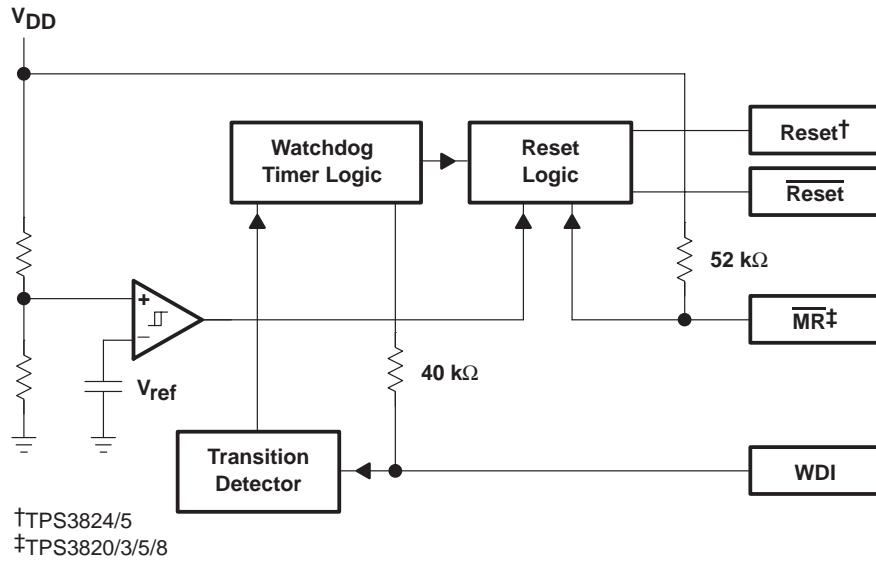 VDD
Reset†
Watchdog
Timer Logic
Reset
Logic
Reset
52 kΩ
+
–
MR‡
Vref
40 kΩ
Transition
Detector
WDI
†TPS3824/5
‡TPS3820/3/5/8